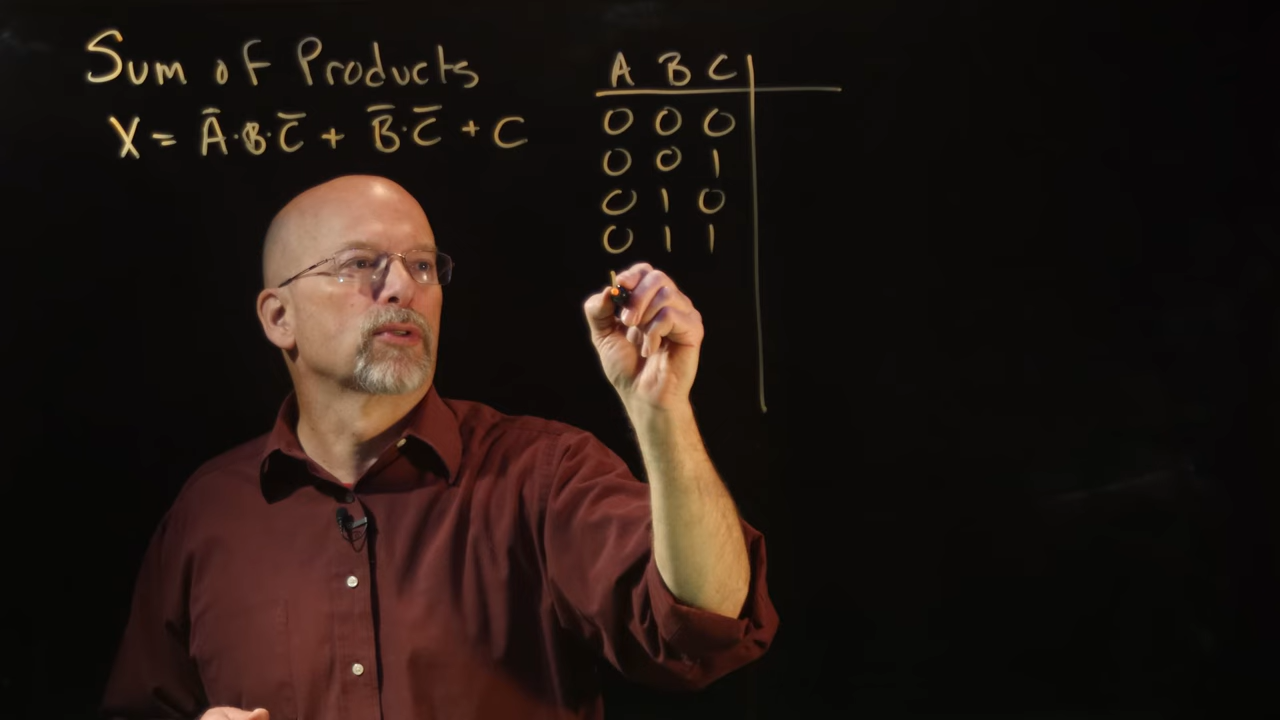 Sum of Products
X = A̅·B·C̅ + B̅·C̅ + C
A B C
0 0 0
0 0 1
0 1 0
0 1 1